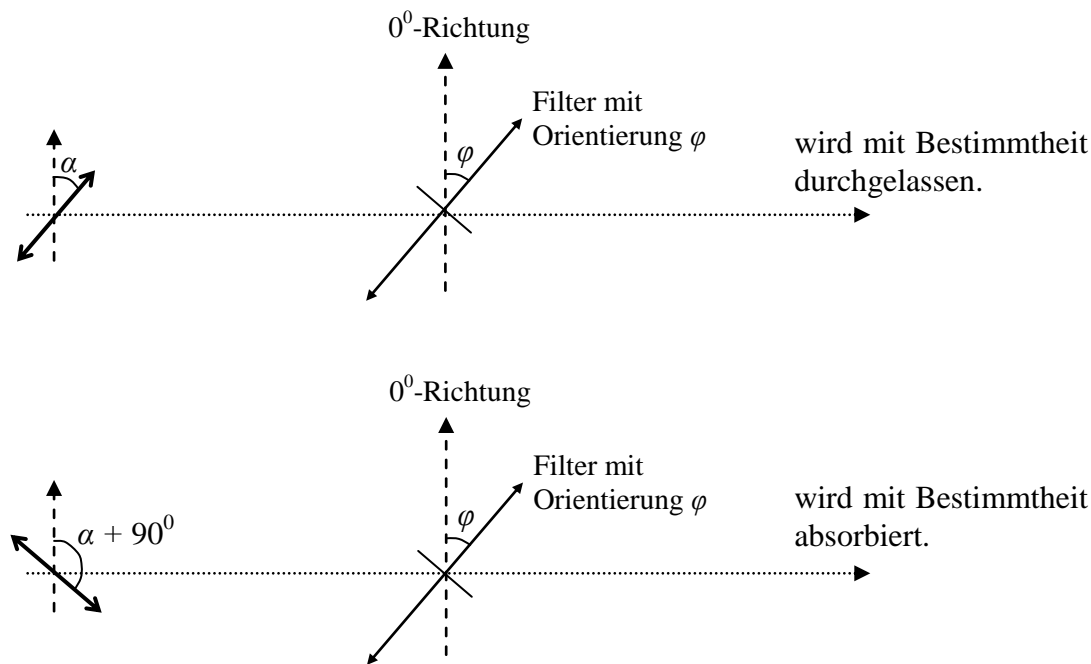 0⁰-Richtung
Filter mit
Orientierung φ
wird mit Bestimmtheit
durchgelassen.
α
φ
0⁰-Richtung
Filter mit
Orientierung φ
wird mit Bestimmtheit
absorbiert.
α + 90⁰
φ